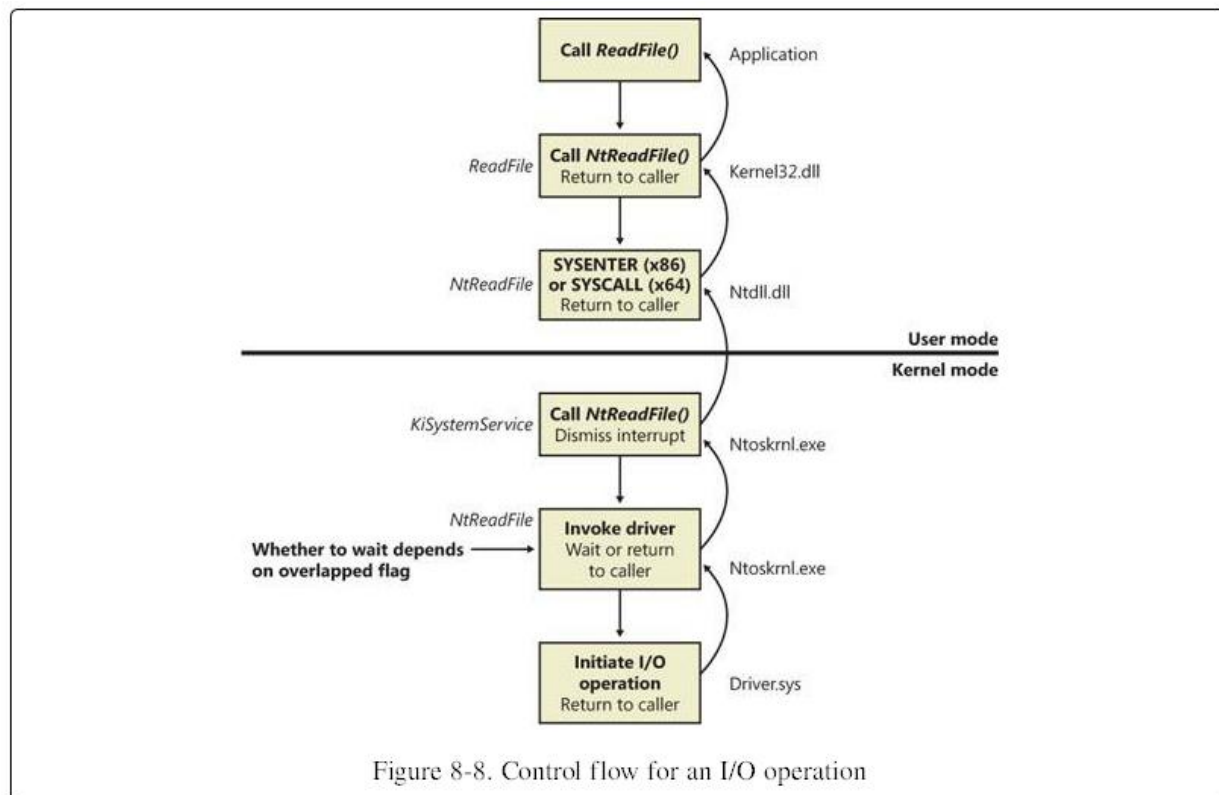 Call ReadFile()
Application
ReadFile
Call NtReadFile()
Return to caller
Kernel32.dll
NtReadFile
SYSENTER (x86)
or SYSCALL (x64)
Return to caller
Ntdll.dll
User mode
Kernel mode
KiSystemService
Call NtReadFile()
Dismiss interrupt
Ntoskrnl.exe
NtReadFile
Whether to wait depends
on overlapped flag
Invoke driver
Wait or return
to caller
Ntoskrnl.exe
Initiate I/O
operation
Return to caller
Driver.sys
Figure 8-8. Control flow for an I/O operation